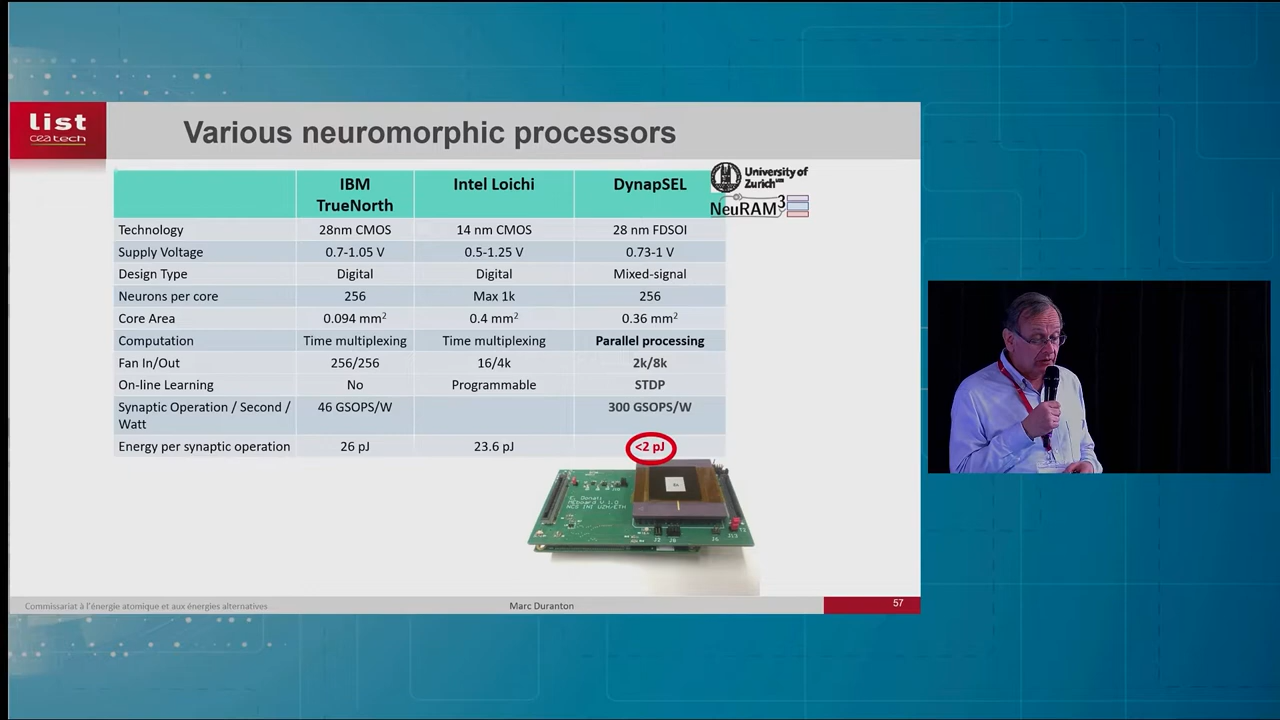 list
ceatech
Various neuromorphic processors
University of
Zurich
NeuRAM3
IBM
TrueNorth
Intel Loichi
DynapSEL
Technology 28nm CMOS 14 nm CMOS 28 nm FDSOI
Supply Voltage 0.7-1.05 V 0.5-1.25 V 0.73-1 V
Design Type Digital Digital Mixed-signal
Neurons per core 256 Max 1k 256
Core Area 0.094 mm2 0.4 mm2 0.36 mm2
Computation Time multiplexing Time multiplexing Parallel processing
Fan In/Out 256/256 16/4k 2k/8k
On-line Learning No Programmable STDP
Synaptic Operation / Second /
Watt
46 GSOPS/W 300 GSOPS/W
Energy per synaptic operation 26 pJ 23.6 pJ <2 pJ
Commissariat à l'énergie atomique et aux énergies alternatives
Marc Duranton
57